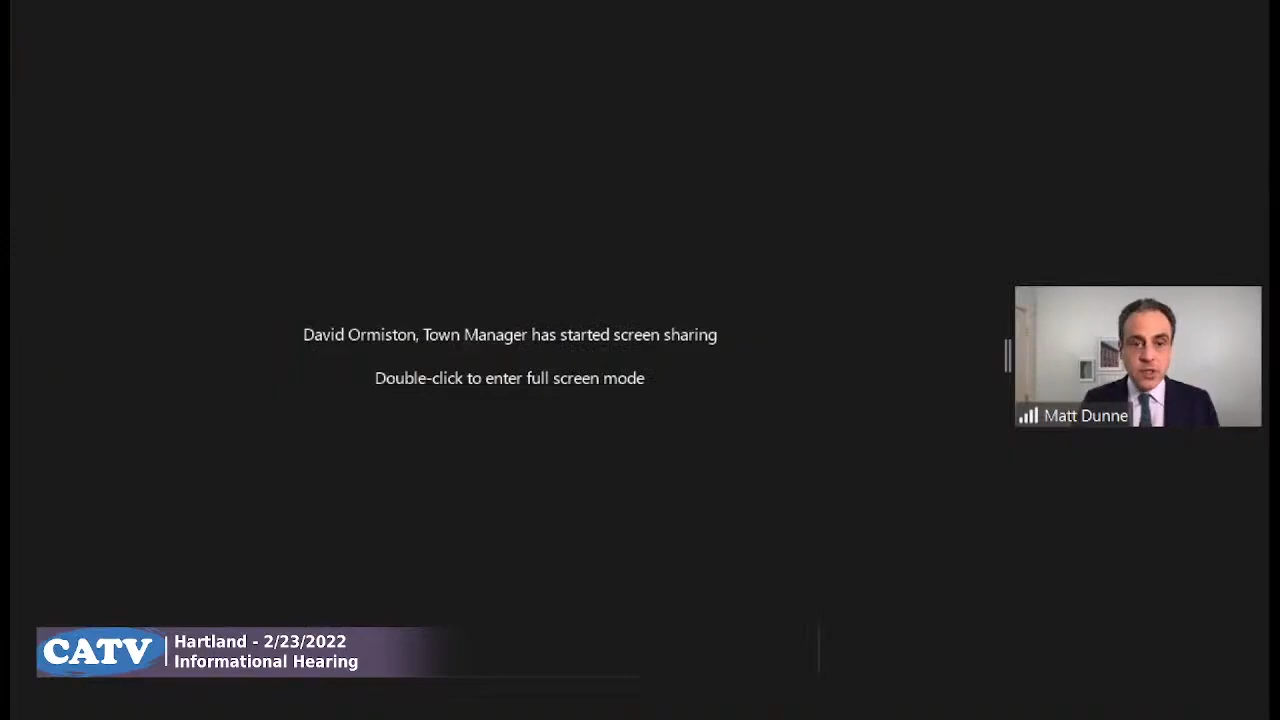 David Ormiston, Town Manager has started screen sharing
Double-click to enter full screen mode
Matt Dunne
CATV
Hartland - 2/23/2022
Informational Hearing